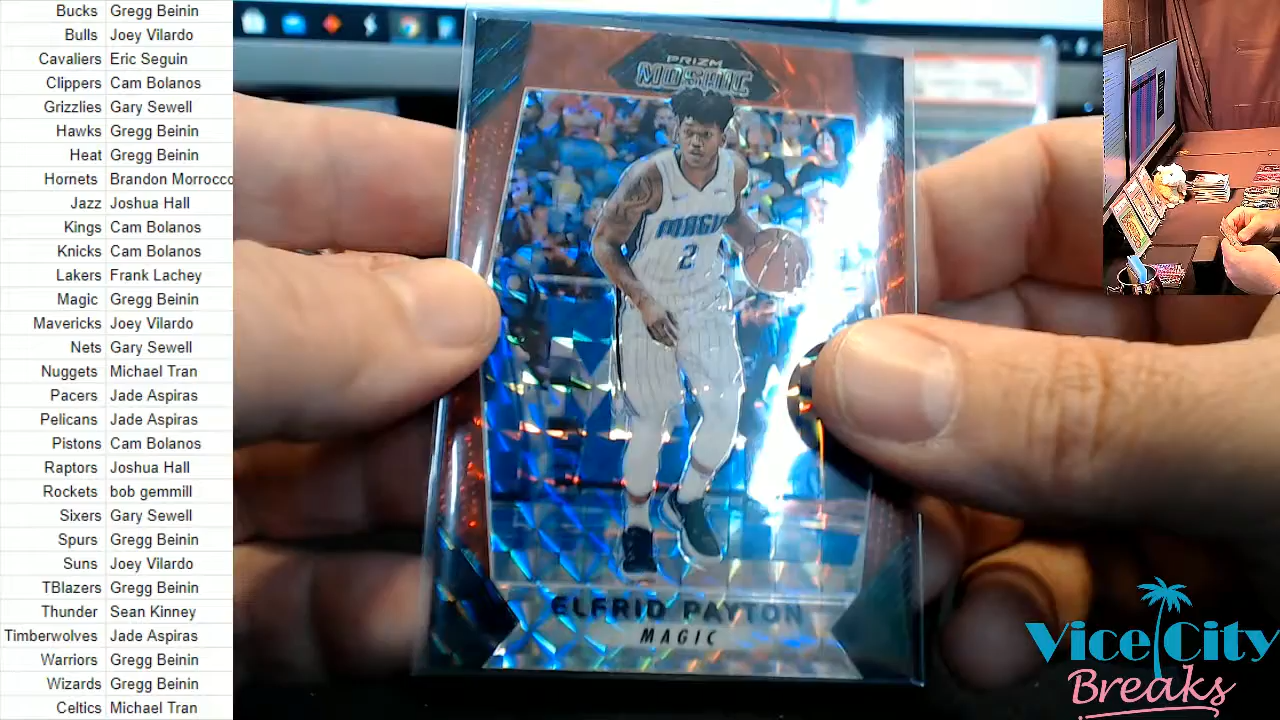 Bucks Gregg Beinin
Bulls Joey Vilardo
Cavaliers Eric Seguin
Clippers Cam Bolanos
Grizzlies Gary Sewell
Hawks Gregg Beinin
Heat Gregg Beinin
Hornets Brandon Morrocco
Jazz Joshua Hall
Kings Cam Bolanos
Knicks Cam Bolanos
Lakers Frank Lachey
Magic Gregg Beinin
Mavericks Joey Vilardo
Nets Gary Sewell
Nuggets Michael Tran
Pacers Jade Aspiras
Pelicans Jade Aspiras
Pistons Cam Bolanos
Raptors Joshua Hall
Rockets bob gemmill
Sixers Gary Sewell
Spurs Gregg Beinin
Suns Joey Vilardo
TBlazers Gregg Beinin
Thunder Sean Kinney
Timberwolves Jade Aspiras
Warriors Gregg Beinin
Wizards Gregg Beinin
Celtics Michael Tran
PRIZM
MOSAIC
MAGIC
2
ELFRID PAYTON
MAGIC
Vice City
Breaks